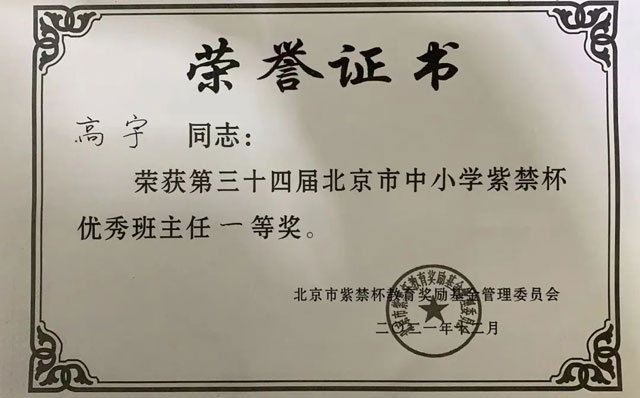 荣誉证书
高宇 同志：
荣获第三十四届北京市中小学紫禁杯
优秀班主任一等奖。
北京市紫禁杯教育奖励基金管理委员会
二〇二一年十二月